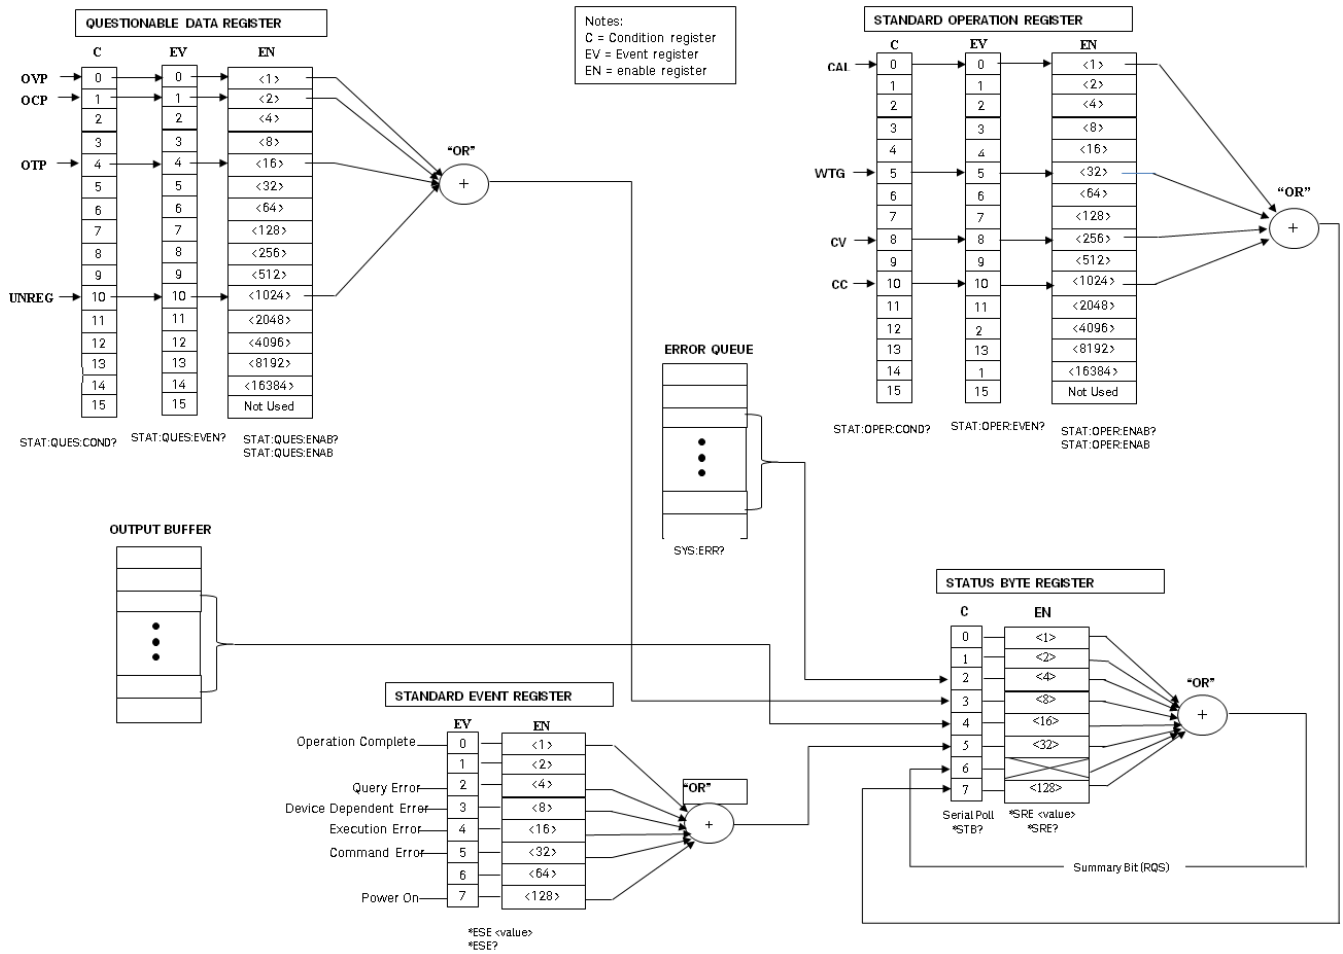 QUESTIONABLE DATA REGISTER
C EV EN
OVP 0 0 <1>
OCP 1 1 <2>
2 2 <4>
3 3 <8>
OTP 4 4 <16>
5 5 <32>
6 6 <64>
7 7 <128>
8 8 <256>
9 9 <512>
UNREG 10 10 <1024>
11 11 <2048>
12 12 <4096>
13 13 <8192>
14 14 <16384>
15 15 Not Used
STAT:QUES:COND? STAT:QUES:EVEN? STAT:QUES:ENAB?
STAT:QUES:ENAB
"OR"
+
Notes:
C = Condition register
EV = Event register
EN = enable register
STANDARD OPERATION REGISTER
C EV EN
CAL 0 0 <1>
1 1 <2>
2 2 <4>
3 3 <8>
4 4 <16>
WTG 5 5 <32>
6 6 <64>
7 7 <128>
CV 8 8 <256>
9 9 <512>
CC 10 10 <1024>
11 11 <2048>
12 2 <4096>
13 13 <8192>
14 1 <16384>
15 15 Not Used
STAT:OPER:COND? STAT:OPER:EVEN? STAT:OPER:ENAB?
STAT:OPER:ENAB
"OR"
+
ERROR QUEUE
SYS:ERR?
OUTPUT BUFFER
STANDARD EVENT REGISTER
EV EN
Operation Complete 0 <1>
1 <2>
Query Error 2 <4>
Device Dependent Error 3 <8>
Execution Error 4 <16>
Command Error 5 <32>
6 <64>
Power On 7 <128>
*ESE <value>
*ESE?
"OR"
+
STATUS BYTE REGISTER
C EN
0 <1>
1 <2>
2 <4>
3 <8>
4 <16>
5 <32>
6
7 <128>
Serial Poll *SRE <value>
*STB? *SRE?
"OR"
+
Summary Bit (RQS)